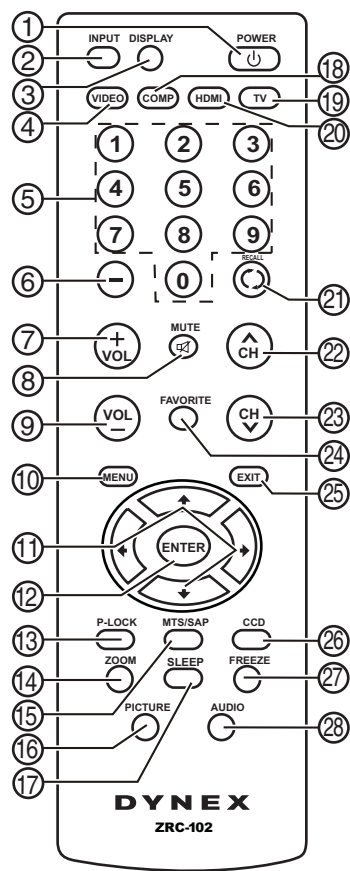 1
INPUT DISPLAY POWER
2
3
18
VIDEO COMP HDMI TV
4
19
20
1 2 3
5
4 5 6
7 8 9
RECALL
6
− 0
21
7
+
VOL
MUTE
CH
22
8
9
VOL
−
FAVORITE
CH
23
24
10
MENU EXIT
25
11
ENTER
12
P-LOCK MTS/SAP CCD
13
26
ZOOM SLEEP FREEZE
14
27
15
PICTURE AUDIO
16
28
17
DYNEX
ZRC-102